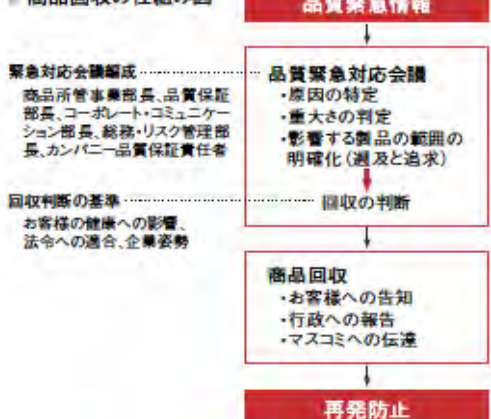 商品回収の仕組み図
品質緊急情報
緊急対応会議編成
商品所管事業部長、品質保証
部長、コーポレート・コミュニケー
ション部長、総務・リスク管理部
長、カンパニー品質保証責任者
品質緊急対応会議
・原因の特定
・重大さの判定
・影響する製品の範囲の
明確化（遡及と追求）
回収判断の基準
お客様の健康への影響、
法令への適合、企業姿勢
回収の判断
商品回収
・お客様への告知
・行政への報告
・マスコミへの伝達
再発防止